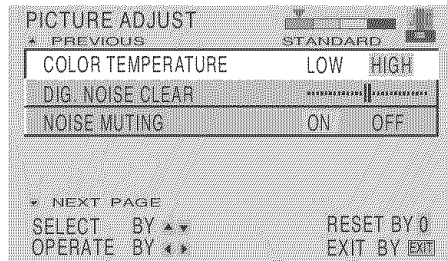 PICTURE ADJUST
PREVIOUS STANDARD
COLOR TEMPERATURE LOW HIGH
DIG. NOISE CLEAR
NOISE MUTING ON OFF
NEXT PAGE
SELECT BY RESET BY 0
OPERATE BY EXIT BY EXIT